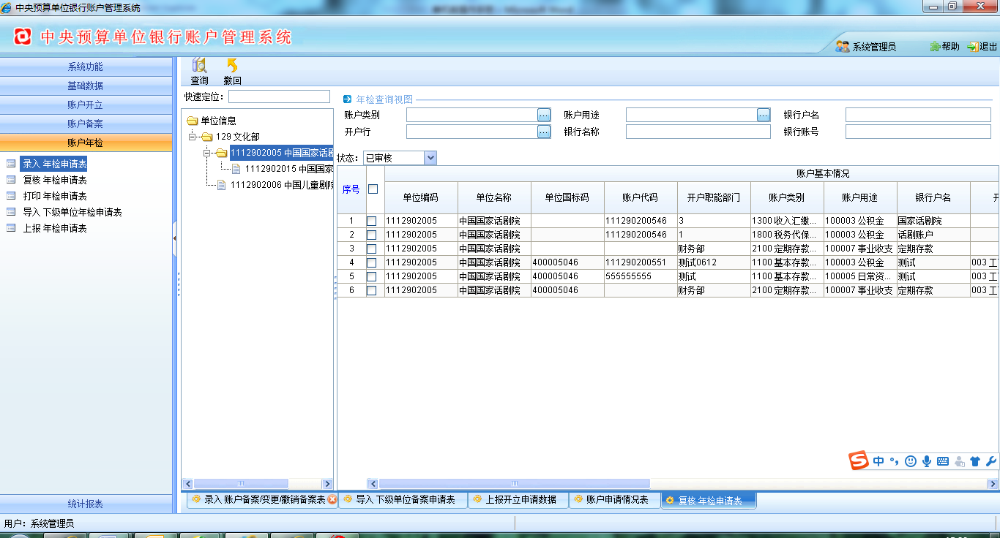 中央预算单位银行账户管理系统
中央预算单位银行账户管理系统
系统管理员 帮助 退出
系统功能
基础数据
账户开立
账户备案
账户年检
录入 年检申请表
复核 年检申请表
打印 年检申请表
导入 下级单位年检申请表
上报 年检申请表
统计报表
查询 撤回
快速定位：
单位信息
129 文化部
1112902005 中国国家话剧
1112902015 中国国家
1112902006 中国儿童剧院
年检查询视图
账户类别 账户用途 银行户名
开户行 银行名称 银行账号
状态： 已审核
账户基本情况
序号 单位编码 单位名称 单位国标码 账户代码 开户职能部门 账户类别 账户用途 银行户名
1 1112902005 中国国家话剧院 111290200546 3 1300 收入汇缴... 100003 公积金 国家话剧院
2 1112902005 中国国家话剧院 111290200546 1 1800 税务代保... 100003 公积金 话剧账户
3 1112902005 中国国家话剧院 财务部 2100 定期存款... 100007 事业收支 定期存款
4 1112902005 中国国家话剧院 400005046 111290200551 测试0612 1100 基本存款... 100003 公积金 测试 003 工
5 1112902005 中国国家话剧院 400005046 555555555 测试 1100 基本存款... 100005 日常资... 测试 003 工
6 1112902005 中国国家话剧院 400005046 财务部 2100 定期存款... 100007 事业收支 定期存款 003 工
中
录入 账户备案/变更/撤销备案表 导入 下级单位备案申请表 上报开立申请数据 账户申请情况表 复核 年检申请表
用户：系统管理员